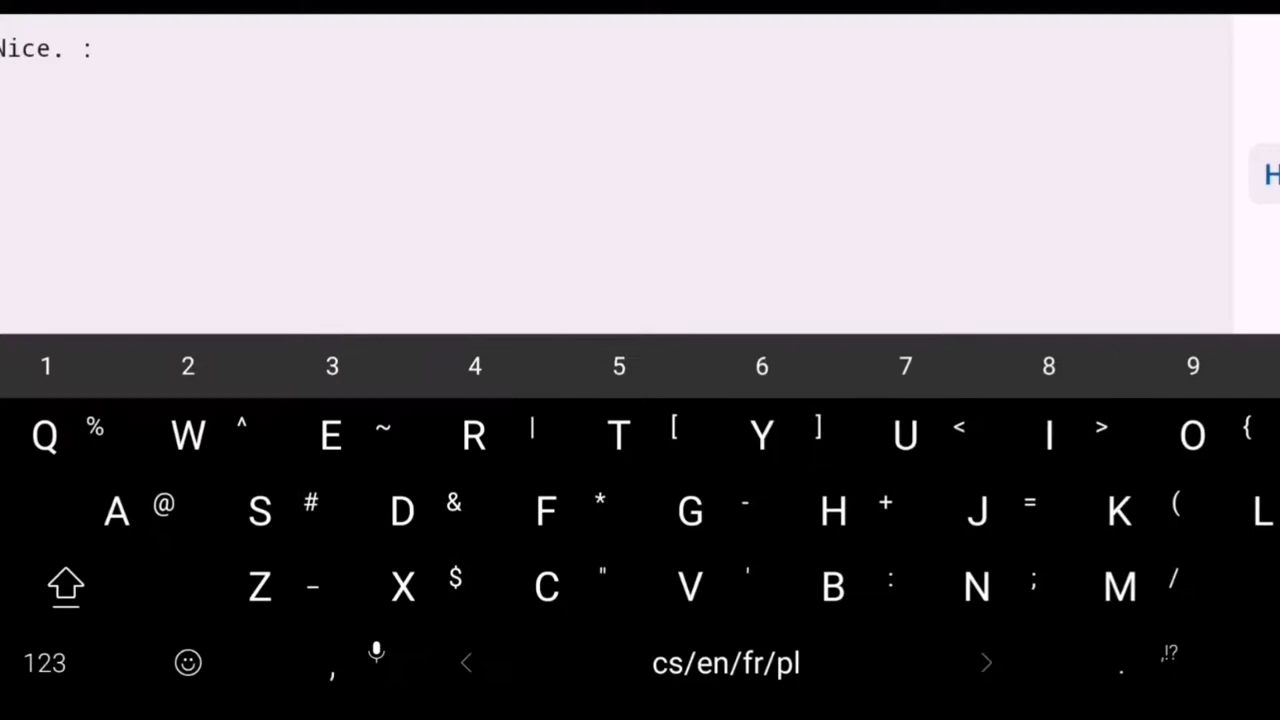 Nice. :
H
1 2 3 4 5 6 7 8 9
Q % W ^ E ~ R | T [ Y ] U < I > O {
A @ S # D & F * G - H + J = K ( L
Z _ X $ C " V ' B : N ; M /
123 , < cs/en/fr/pl > . ,!?